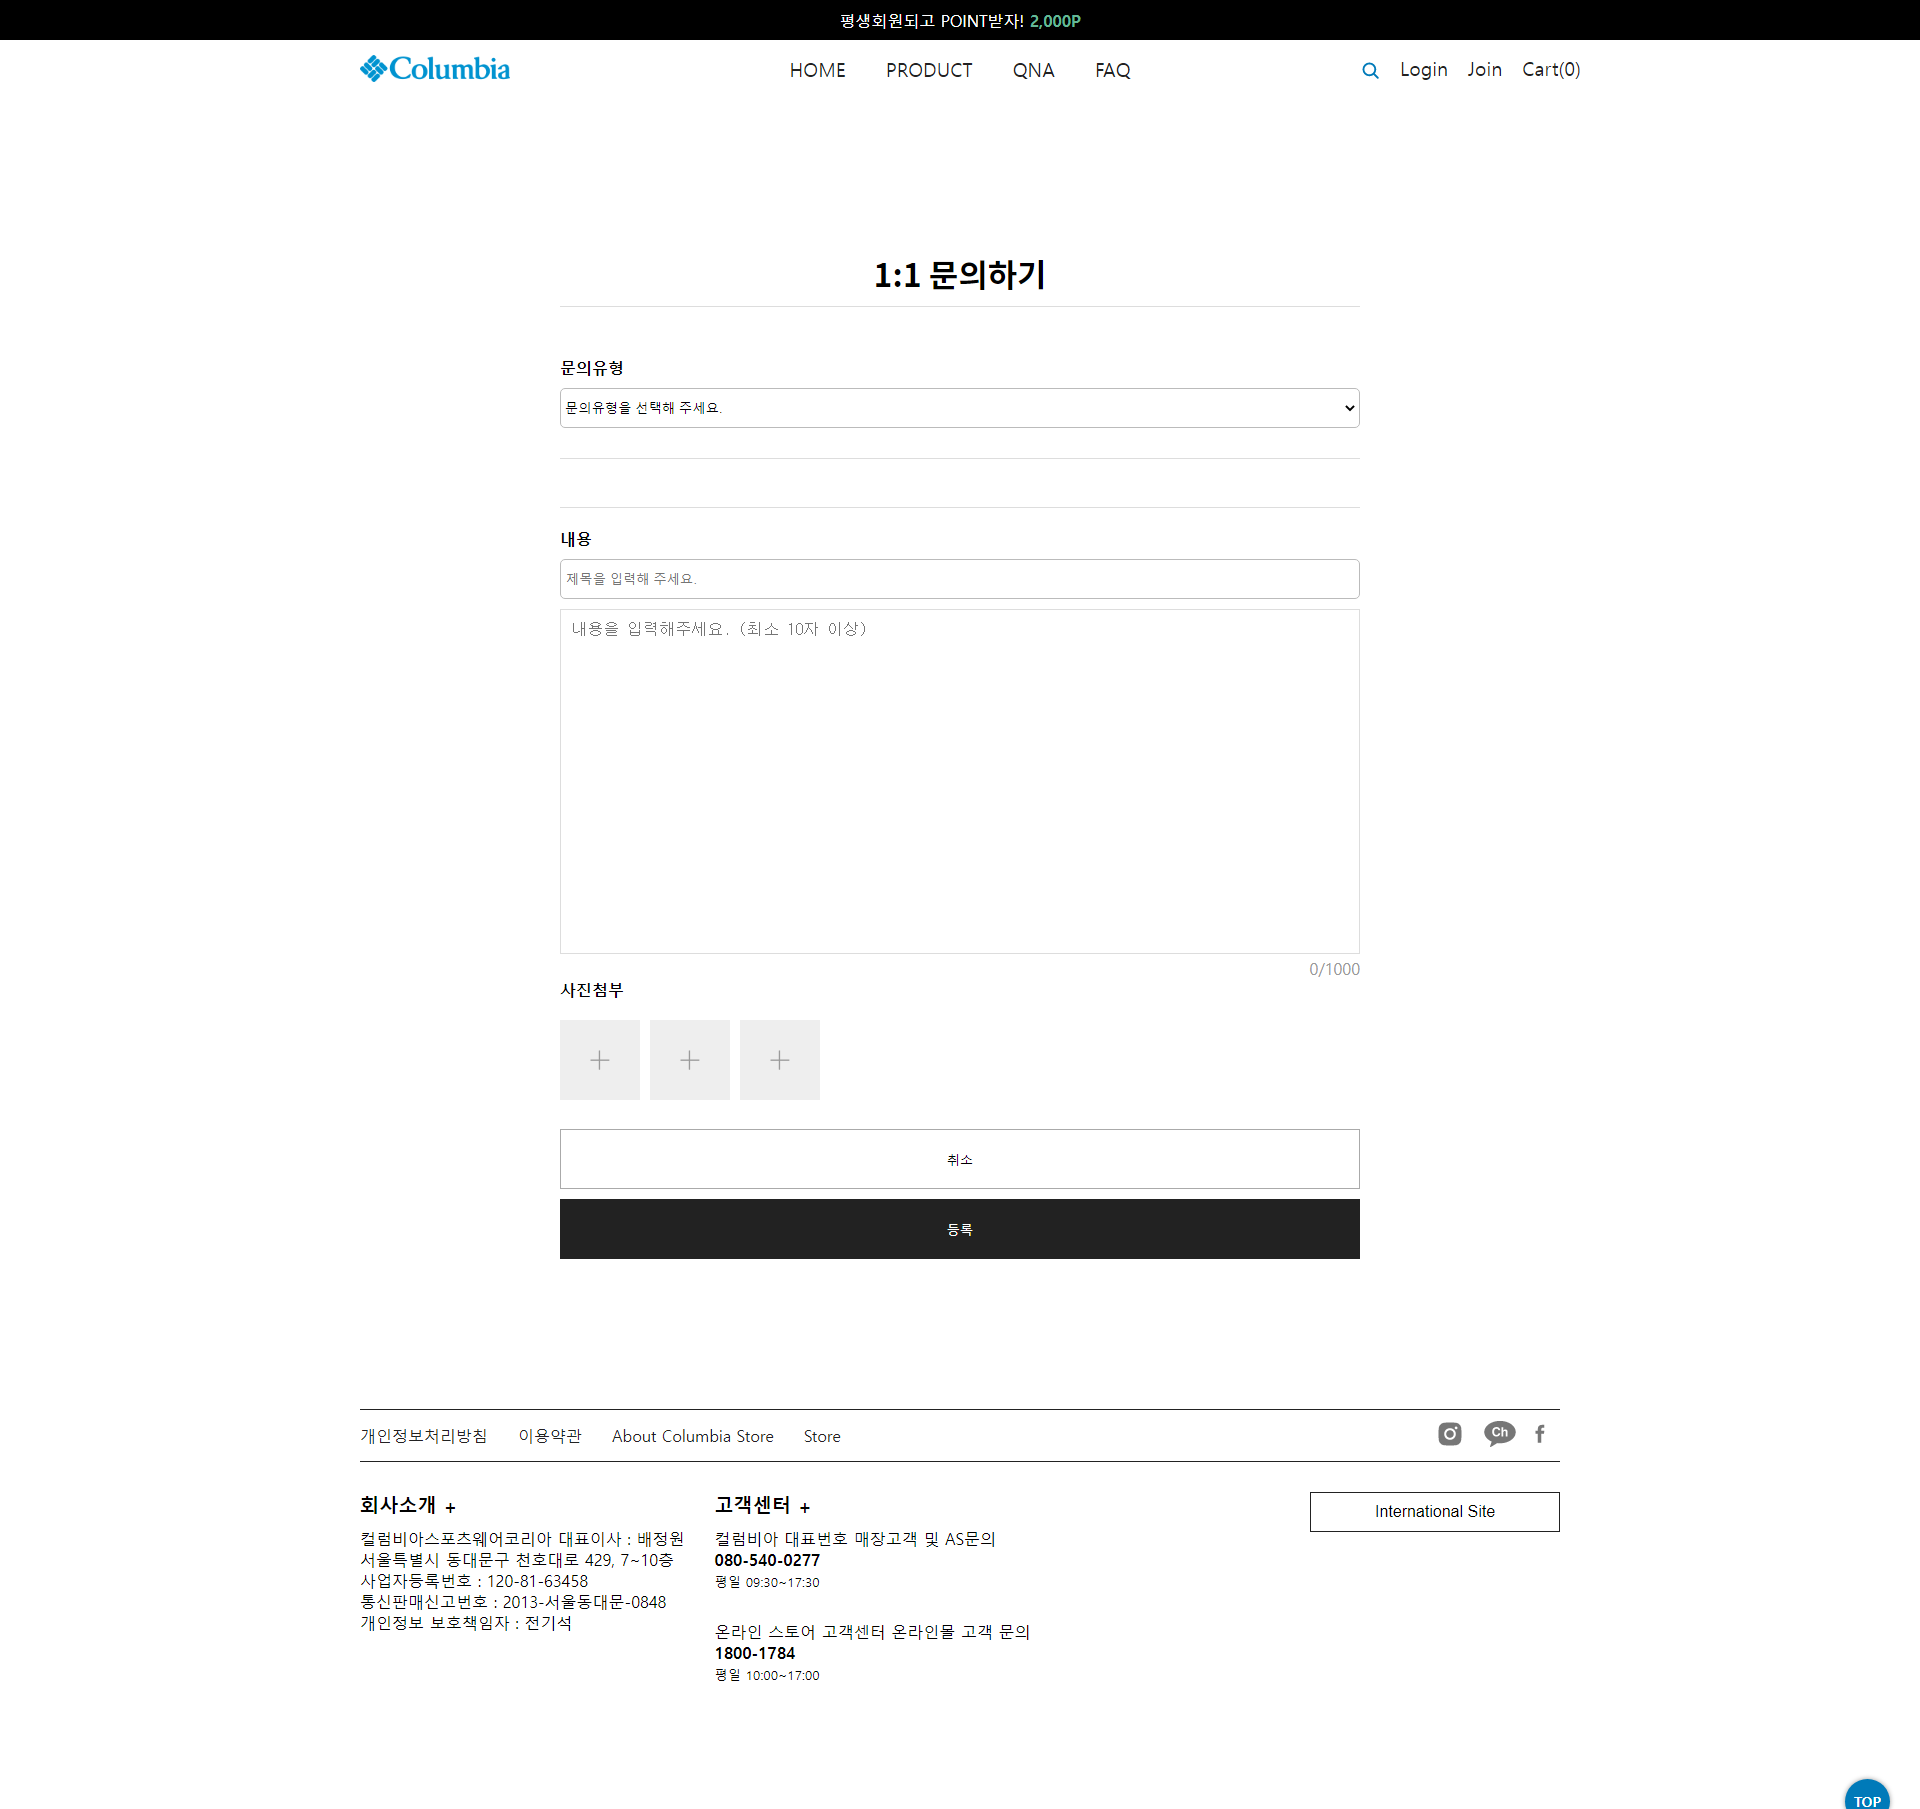 평생회원되고 POINT받자! 2,000P
Columbia
HOME PRODUCT QNA FAQ
Login Join Cart(0)
1:1 문의하기
문의유형
문의유형을 선택해 주세요.
내용
제목을 입력해 주세요.
내용을 입력해주세요. (최소 10자 이상)
0/1000
사진첨부
취소
등록
개인정보처리방침 이용약관 About Columbia Store Store
Ch
회사소개 +
컬럼비아스포츠웨어코리아 대표이사 : 배정원
서울특별시 동대문구 천호대로 429, 7~10층
사업자등록번호 : 120-81-63458
통신판매신고번호 : 2013-서울동대문-0848
개인정보 보호책임자 : 전기석
고객센터 +
컬럼비아 대표번호 매장고객 및 AS문의
080-540-0277
평일 09:30~17:30
온라인 스토어 고객센터 온라인몰 고객 문의
1800-1784
평일 10:00~17:00
International Site
TOP